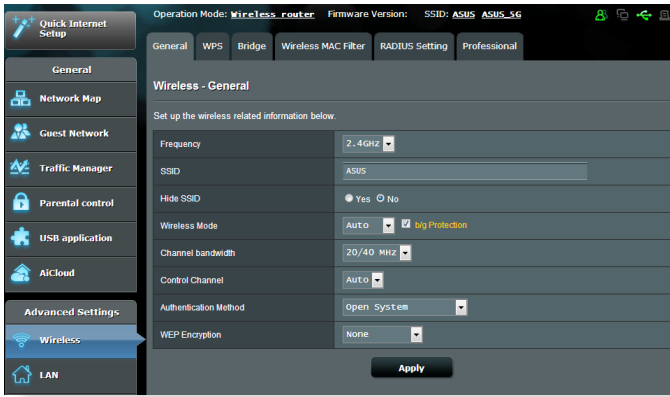 Quick Internet
Setup
Operation Mode: Wireless router Firmware Version: SSID: ASUS ASUS_5G
General WPS Bridge Wireless MAC Filter RADIUS Setting Professional
General
Network Map
Guest Network
Traffic Manager
Parental control
USB application
AiCloud
Advanced Settings
Wireless
LAN
Wireless - General
Set up the wireless related information below.
Frequency 2.4GHz
SSID ASUS
Hide SSID Yes No
Wireless Mode Auto b/g Protection
Channel bandwidth 20/40 MHz
Control Channel Auto
Authentication Method Open System
WEP Encryption None
Apply